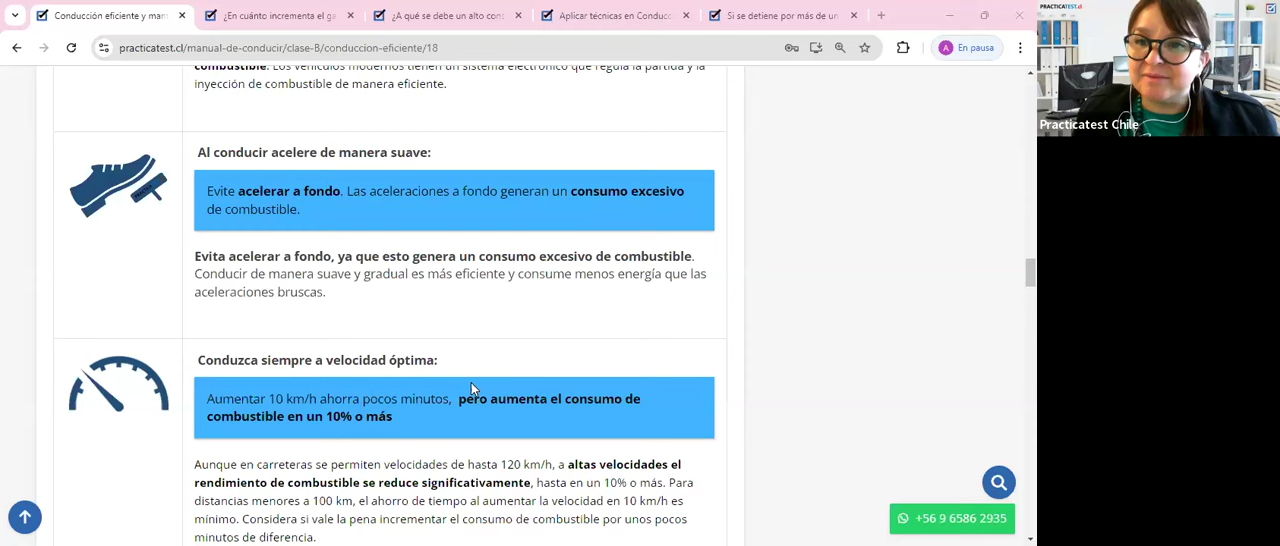 Conducción eficiente y man
¿En cuánto incrementa el ga
¿A qué se debe un alto cont
Aplicar técnicas en Conducc
Si se detiene por más de un
practicatest.cl/manual-de-conducir/clase-B/conduccion-eficiente/18
A En pausa
PRACTICATEST.cl
Practicatest Chile
combustible. Los vehículos modernos tienen un sistema electrónico que regula la partida y la
inyección de combustible de manera eficiente.
Al conducir acelere de manera suave:
Evite acelerar a fondo. Las aceleraciones a fondo generan un consumo excesivo
de combustible.
Evita acelerar a fondo, ya que esto genera un consumo excesivo de combustible.
Conducir de manera suave y gradual es más eficiente y consume menos energía que las
aceleraciones bruscas.
Conduzca siempre a velocidad óptima:
Aumentar 10 km/h ahorra pocos minutos, pero aumenta el consumo de
combustible en un 10% o más
Aunque en carreteras se permiten velocidades de hasta 120 km/h, a altas velocidades el
rendimiento de combustible se reduce significativamente, hasta en un 10% o más. Para
distancias menores a 100 km, el ahorro de tiempo al aumentar la velocidad en 10 km/h es
mínimo. Considera si vale la pena incrementar el consumo de combustible por unos pocos
minutos de diferencia.
+56 9 6586 2935